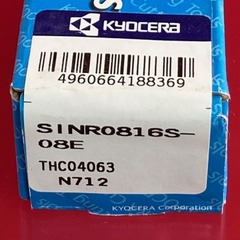 KYOCERA
4960664188369
SINR0816S-
08E
THC04063
N712
KYOCERA Corporation